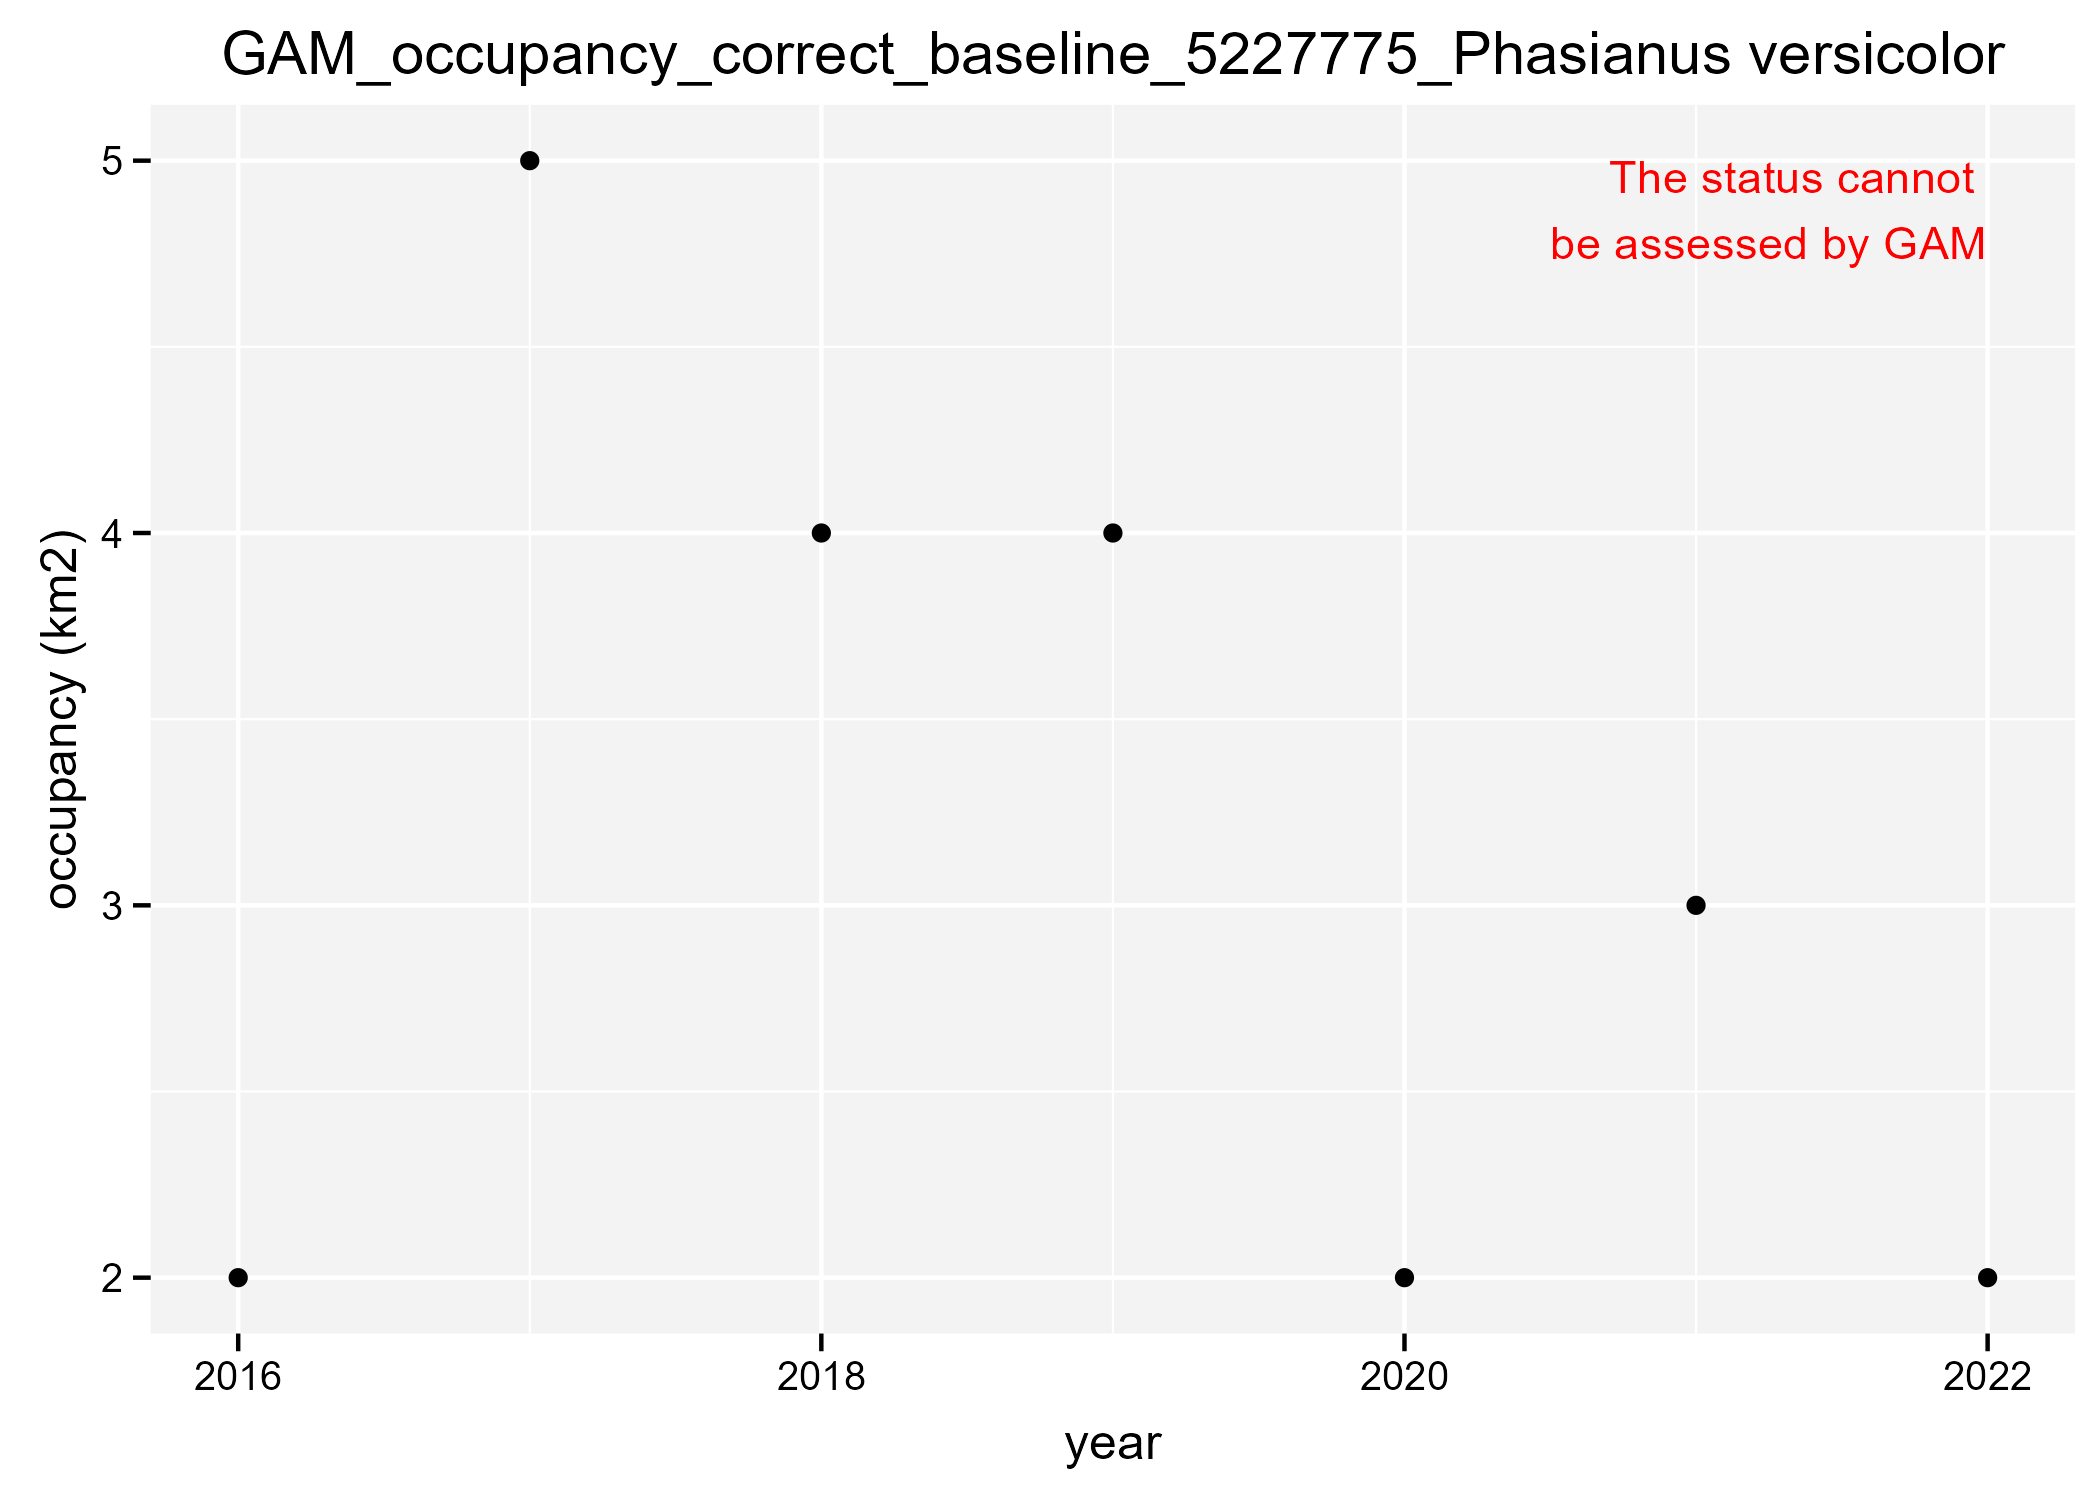 GAM_occupancy_correct_baseline_5227775_Phasianus versicolor
The status cannot
be assessed by GAM
occupancy (km2)
5
4
3
2
2016
2018
2020
2022
year